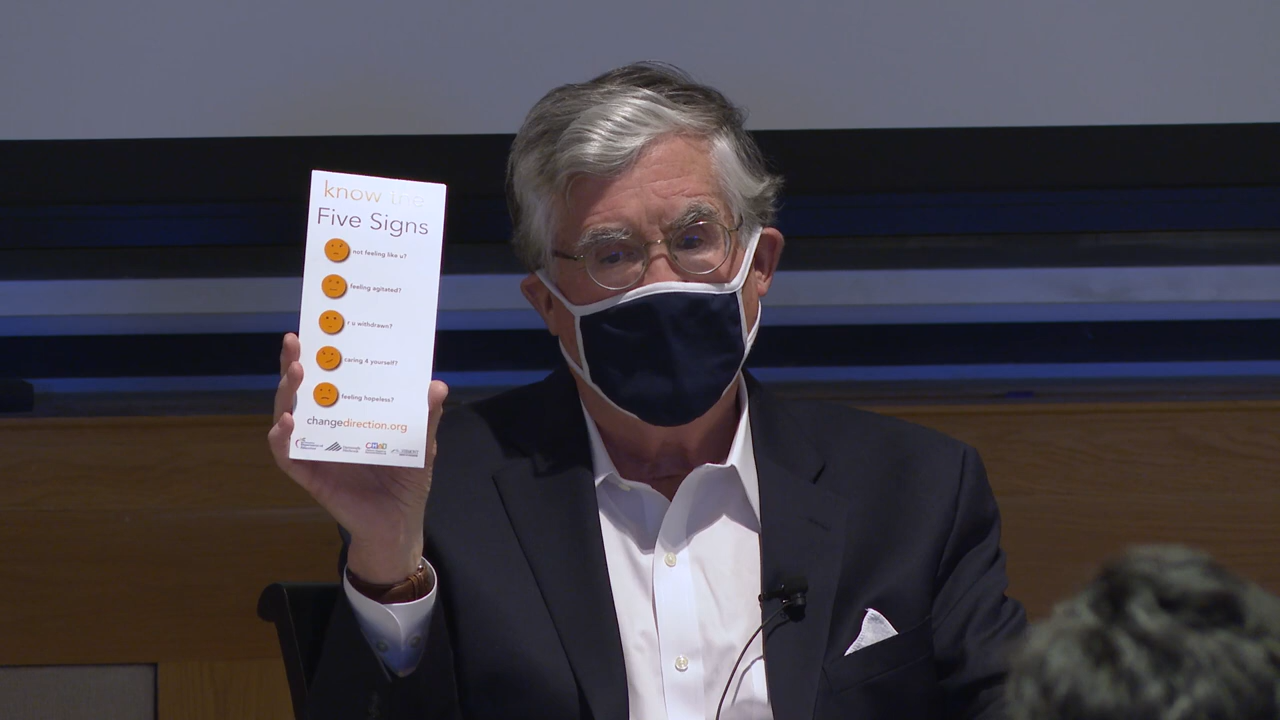 know the
Five Signs
not feeling like u?
feeling agitated?
r u withdrawn?
caring 4 yourself?
feeling hopeless?
changedirection.org